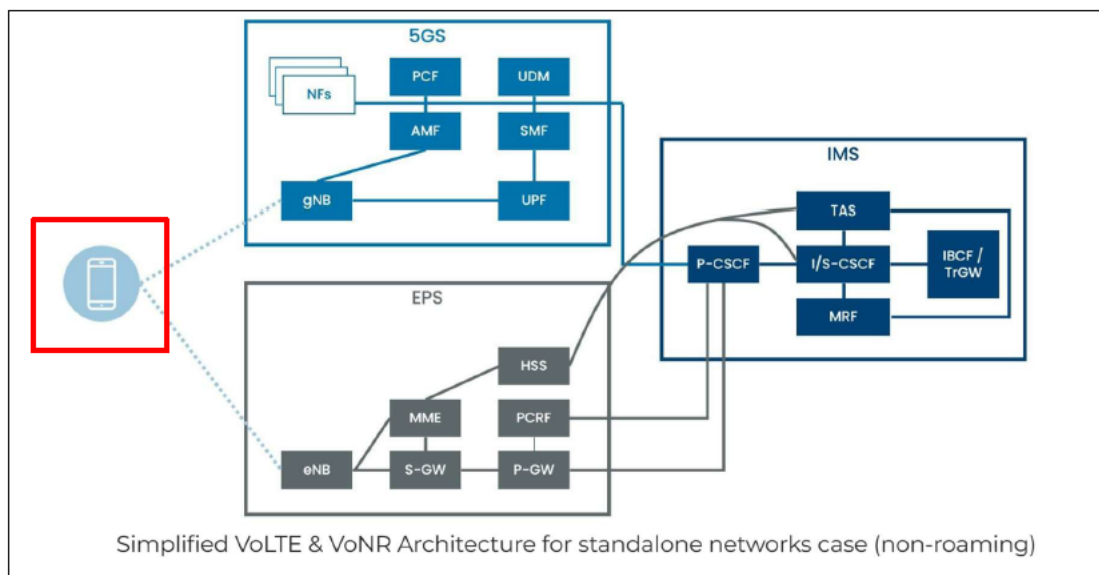 5GS
PCF
UDM
NFs
AMF
SMF
gNB
UPF
IMS
TAS
P-CSCF
I/S-CSCF
IBCF /
TrGW
MRF
EPS
HSS
MME
PCRF
eNB
S-GW
P-GW
Simplified VoLTE & VoNR Architecture for standalone networks case (non-roaming)